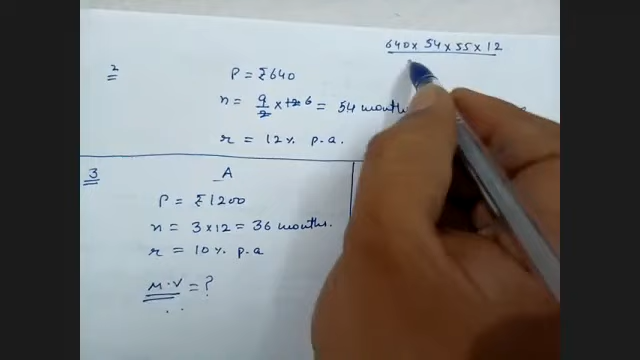 640 x 54 x 55 x 12
2
P = ₹640
n = 9/2 x 12 6 = 54 months
r = 12% p.a.
3
A
P = ₹1200
n = 3 x 12 = 36 months.
r = 10% p.a
M.V = ?